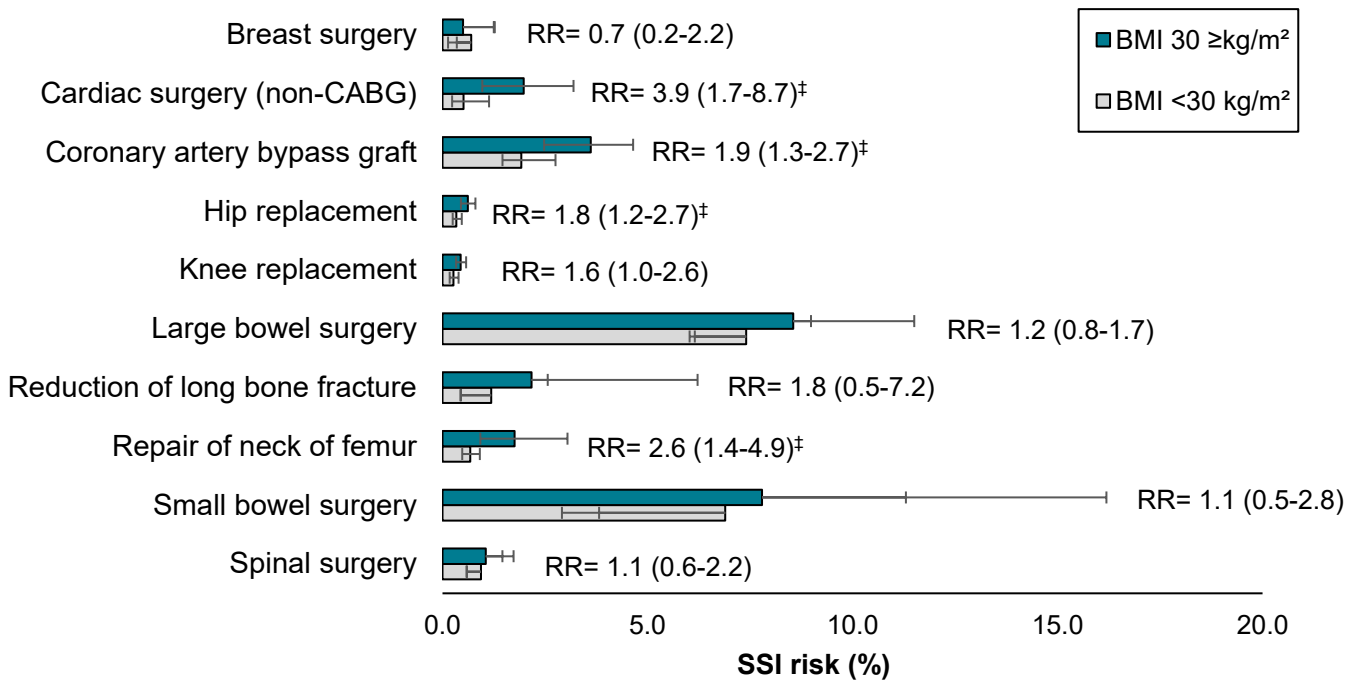 Breast surgery RR= 0.7 (0.2-2.2)
BMI 30 ≥kg/m²
Cardiac surgery (non-CABG) RR= 3.9 (1.7-8.7)‡
BMI <30 kg/m²
Coronary artery bypass graft RR= 1.9 (1.3-2.7)‡
Hip replacement RR= 1.8 (1.2-2.7)‡
Knee replacement RR= 1.6 (1.0-2.6)
Large bowel surgery RR= 1.2 (0.8-1.7)
Reduction of long bone fracture RR= 1.8 (0.5-7.2)
Repair of neck of femur RR= 2.6 (1.4-4.9)‡
Small bowel surgery RR= 1.1 (0.5-2.8)
Spinal surgery RR= 1.1 (0.6-2.2)
0.0 5.0 10.0 15.0 20.0
SSI risk (%)